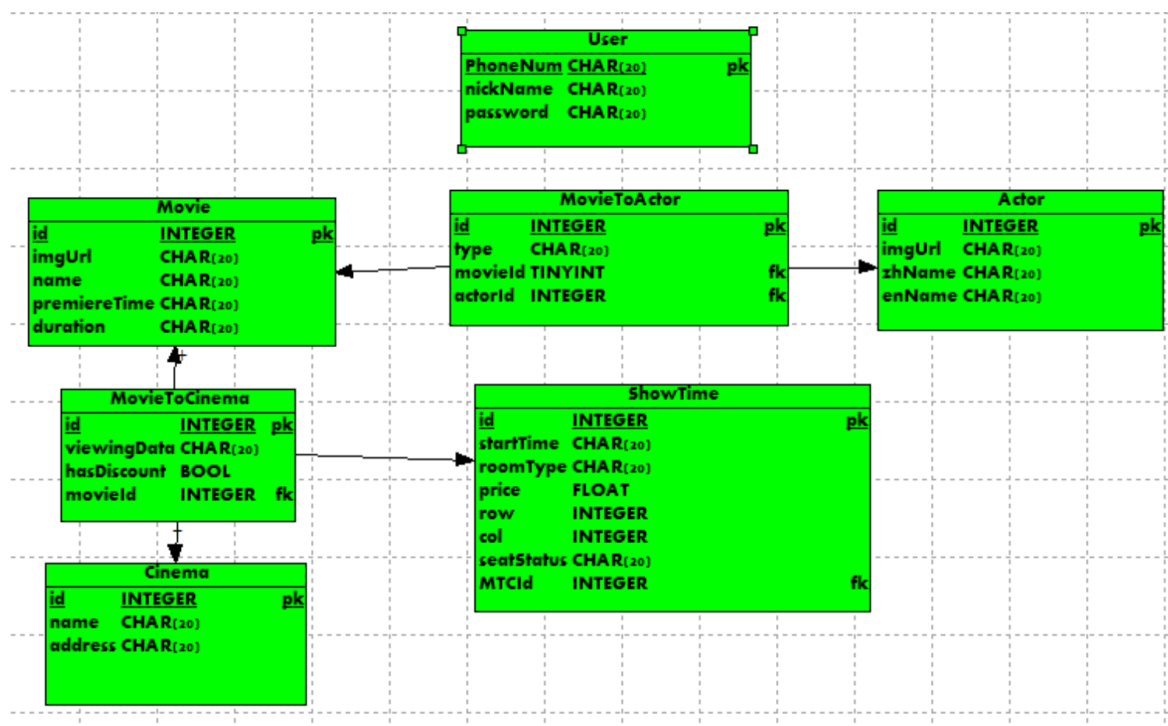 User
PhoneNum CHAR(20) pk
nickName CHAR(20)
password CHAR(20)
Movie
id INTEGER pk
imgUrl CHAR(20)
name CHAR(20)
premiereTime CHAR(20)
duration CHAR(20)
MovieToActor
id INTEGER pk
type CHAR(20)
movieId TINYINT fk
actorId INTEGER fk
Actor
id INTEGER pk
imgUrl CHAR(20)
zhName CHAR(20)
enName CHAR(20)
MovieToCinema
id INTEGER pk
viewingData CHAR(20)
hasDiscount BOOL
movieId INTEGER fk
ShowTime
id INTEGER pk
startTime CHAR(20)
roomType CHAR(20)
price FLOAT
row INTEGER
col INTEGER
seatStatus CHAR(20)
MTCId INTEGER fk
Cinema
id INTEGER pk
name CHAR(20)
address CHAR(20)